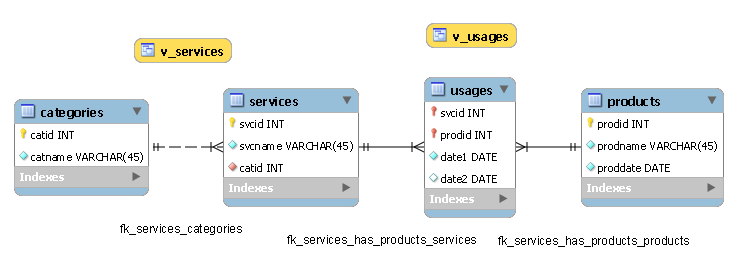 v_services
v_usages
categories
catid INT
catname VARCHAR(45)
Indexes
services
svcid INT
svcname VARCHAR(45)
catid INT
Indexes
usages
svcid INT
prodid INT
date1 DATE
date2 DATE
Indexes
products
prodid INT
prodname VARCHAR(45)
proddate DATE
Indexes
fk_services_categories
fk_services_has_products_services
fk_services_has_products_products